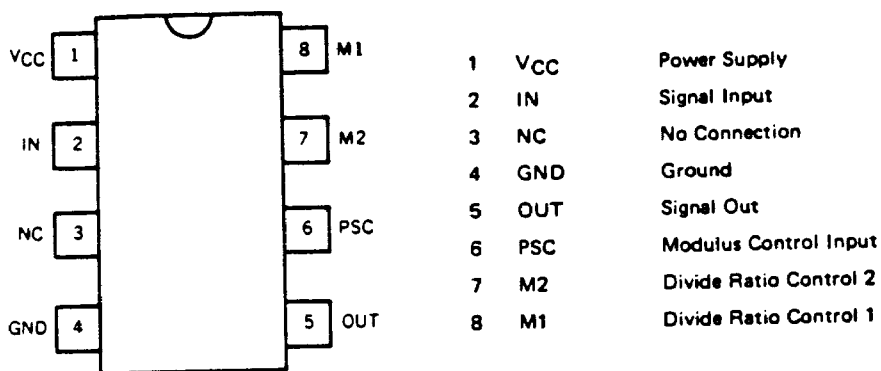 VCC 1 8 M1
IN 2 7 M2
NC 3 6 PSC
GND 4 5 OUT
1 VCC Power Supply
2 IN Signal Input
3 NC No Connection
4 GND Ground
5 OUT Signal Out
6 PSC Modulus Control Input
7 M2 Divide Ratio Control 2
8 M1 Divide Ratio Control 1